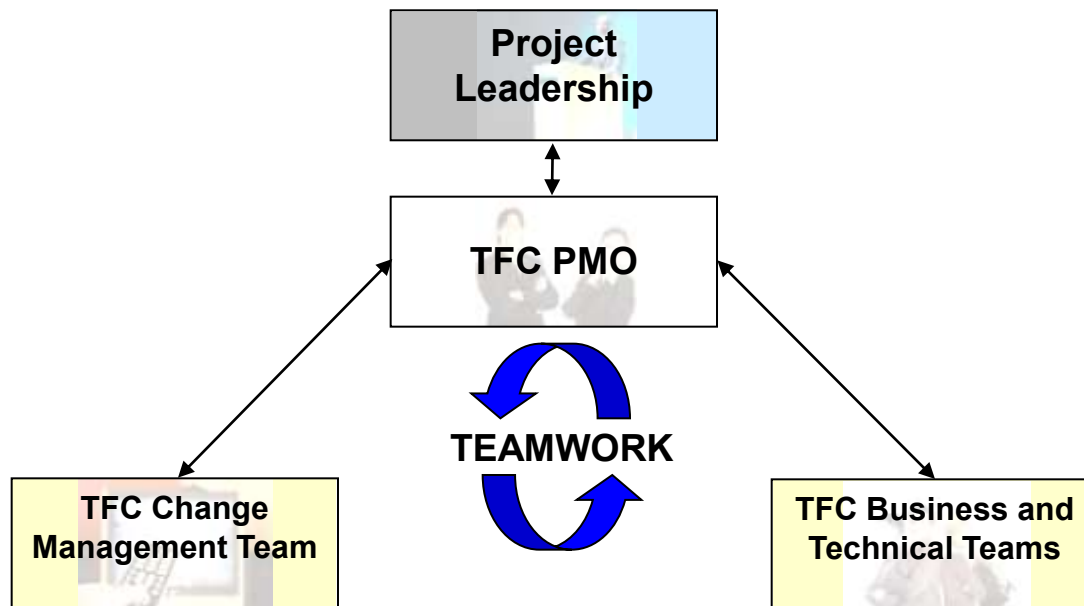 Project
Leadership
TFC PMO
TEAMWORK
TFC Change
Management Team
TFC Business and
Technical Teams